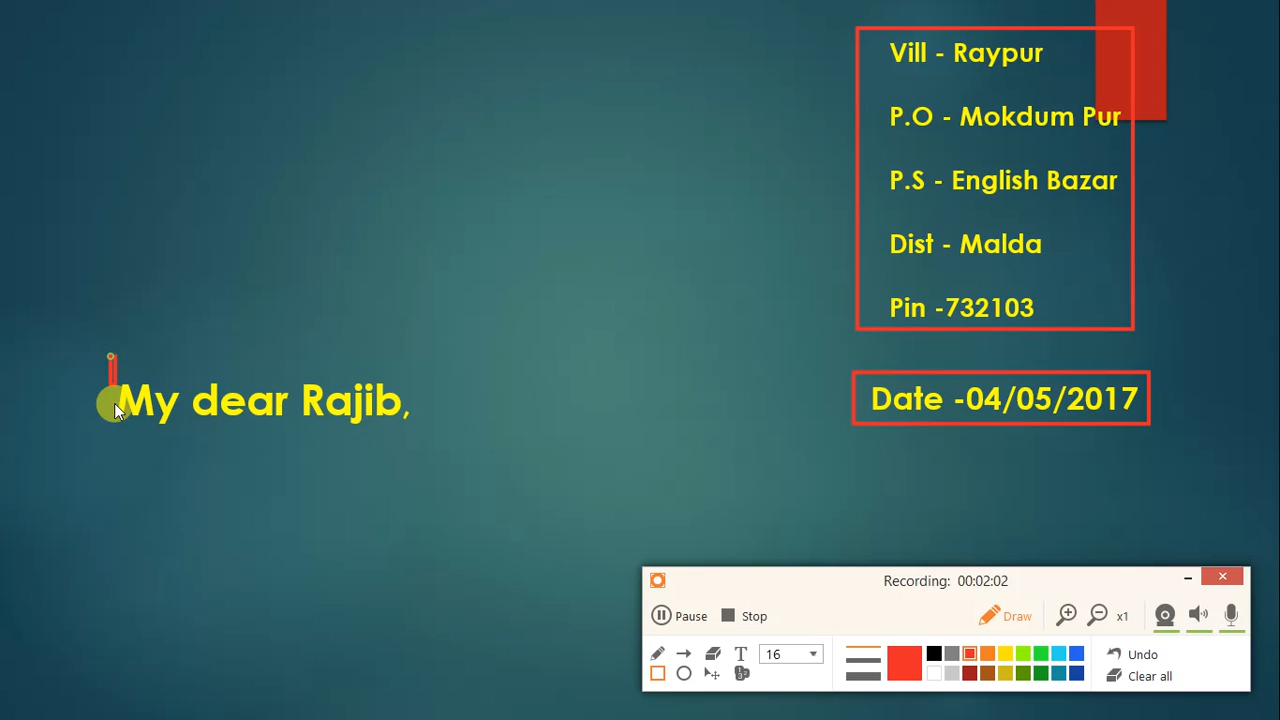 Vill - Raypur
P.O - Mokdum Pur
P.S - English Bazar
Dist - Malda
Pin -732103
My dear Rajib,
Date -04/05/2017
Recording: 00:02:02
Pause Stop Draw x1
T 16 Undo
Clear all